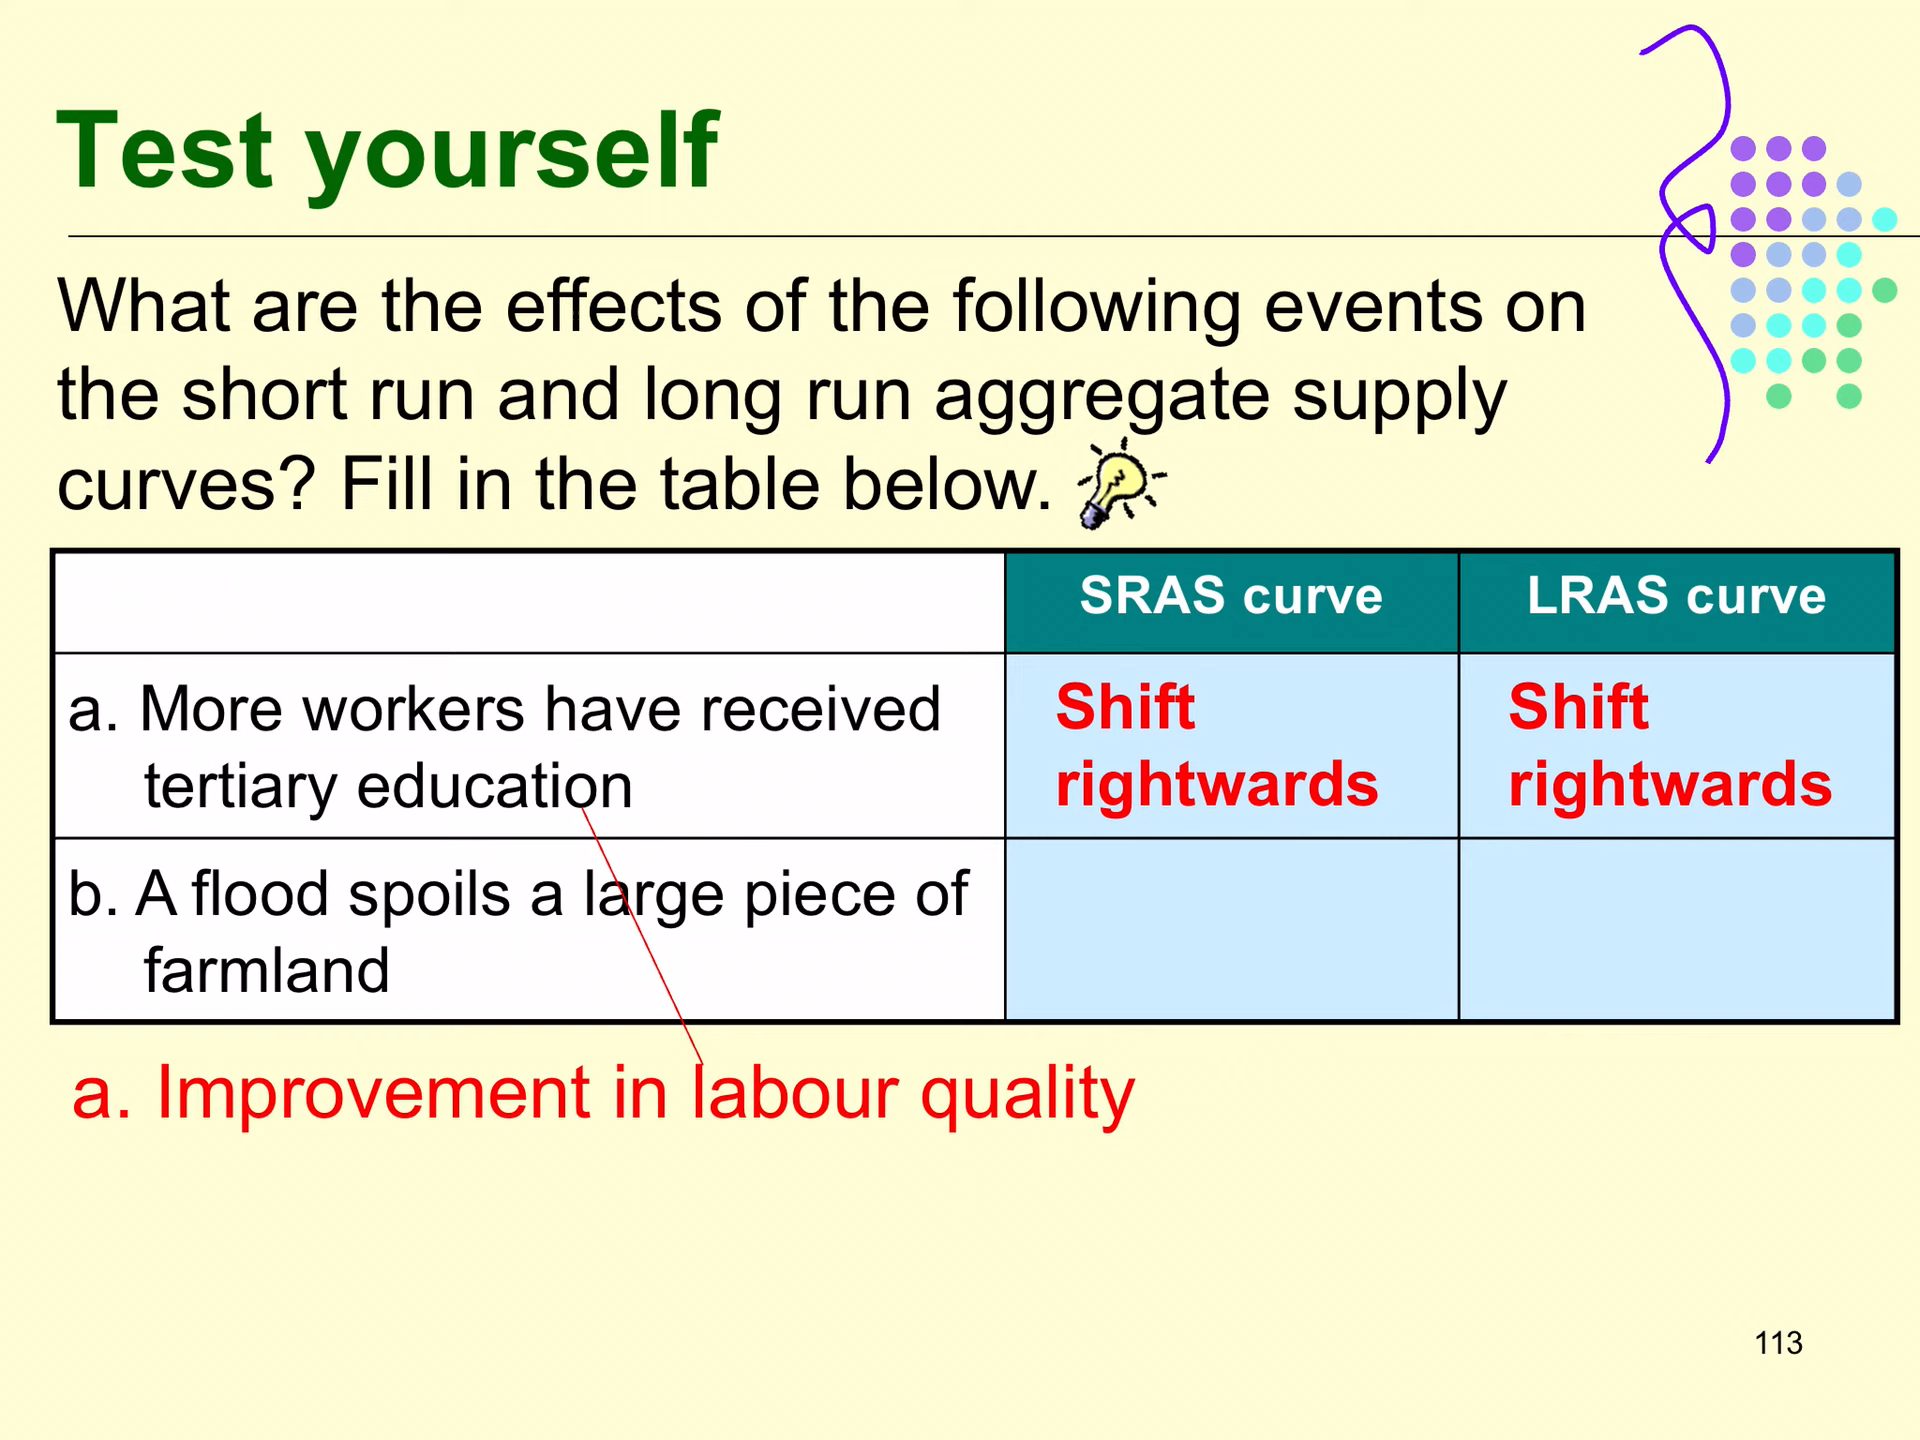 Test yourself
What are the effects of the following events on
the short run and long run aggregate supply
curves? Fill in the table below.
SRAS curve
LRAS curve
a. More workers have received
tertiary education
Shift
rightwards
Shift
rightwards
b. A flood spoils a large piece of
farmland
a. Improvement in labour quality
113